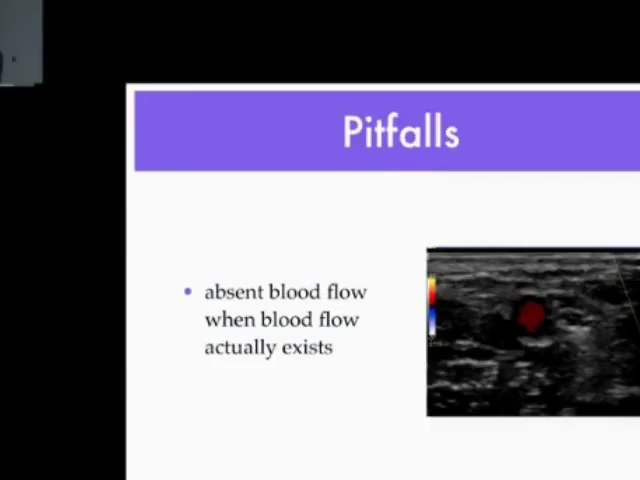 Pitfalls
• absent blood flow
when blood flow
actually exists